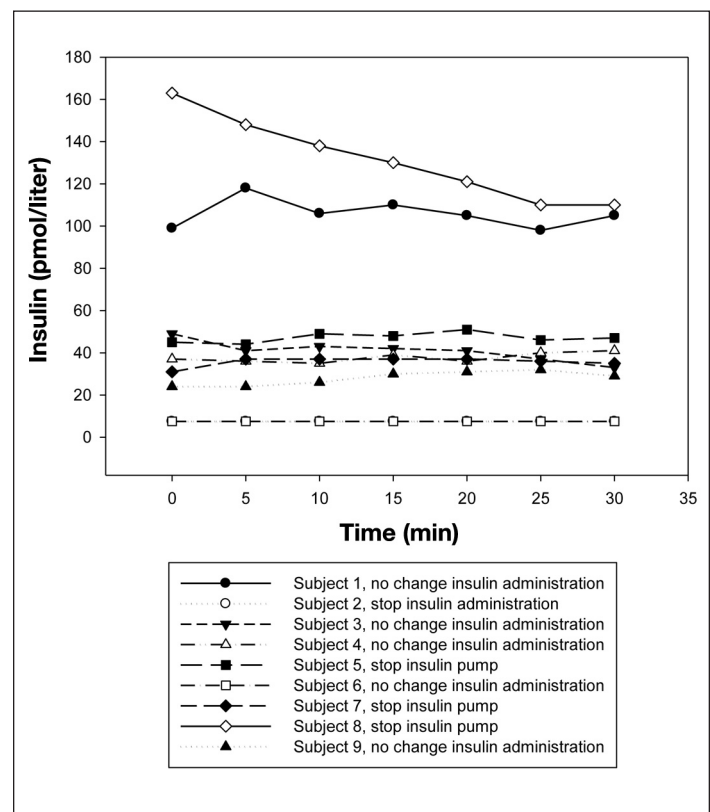 180
160
140
120
100
80
60
40
20
0
Insulin (pmol/liter)
0 5 10 15 20 25 30 35
Time (min)
Subject 1, no change insulin administration
Subject 2, stop insulin administration
Subject 3, no change insulin administration
Subject 4, no change insulin administration
Subject 5, stop insulin pump
Subject 6, no change insulin administration
Subject 7, stop insulin pump
Subject 8, stop insulin pump
Subject 9, no change insulin administration